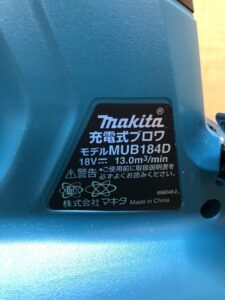 makita
充電式ブロワ
モデルMUB184D
18V⎓ 13.0m³/min
⚠警告 •ご使用前に取扱説明書を
必ずよくお読みください。
株式会社マキタ Made in China